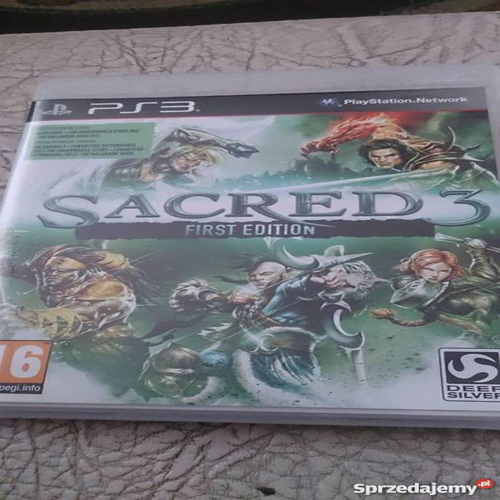 PS3
PlayStation®Network
SACRED 3
FIRST EDITION
16
pegi.info
DEEP
SILVER
Sprzedajemy.pl